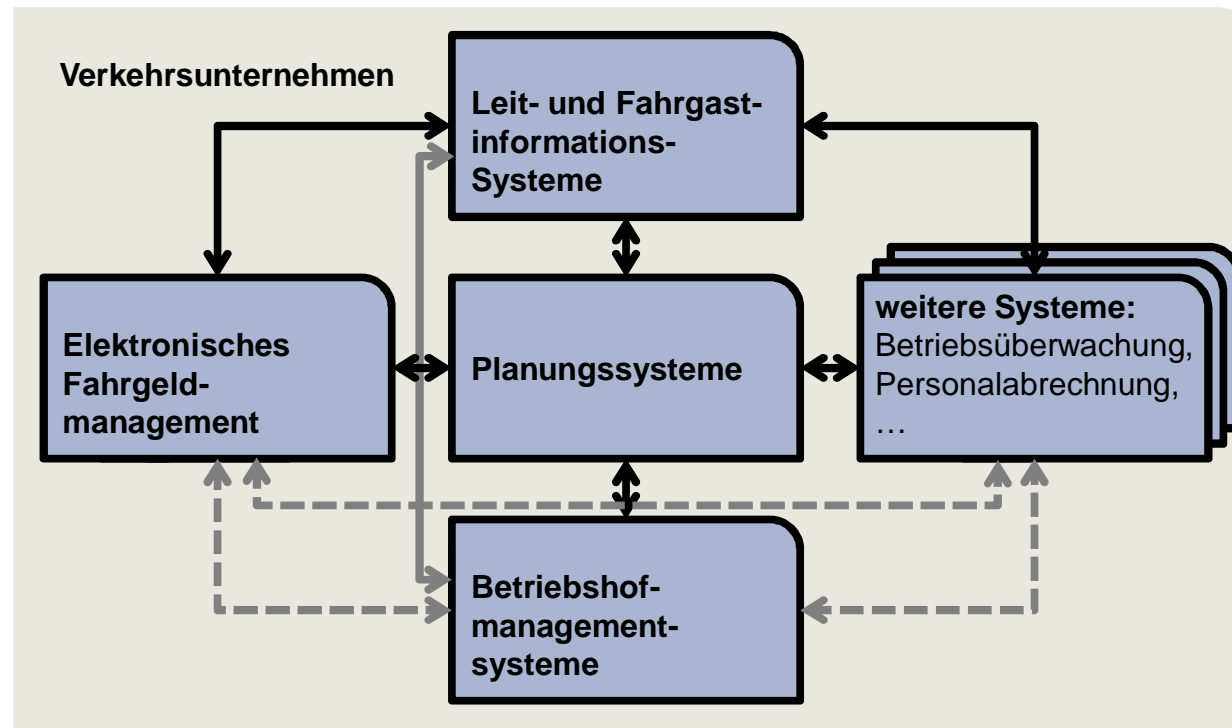 Verkehrsunternehmen
Leit- und Fahrgast-
informations-
Systeme
Elektronisches
Fahrgeld-
management
Planungssysteme
weitere Systeme:
Betriebsüberwachung,
Personalabrechnung,
…
Betriebshof-
management-
systeme